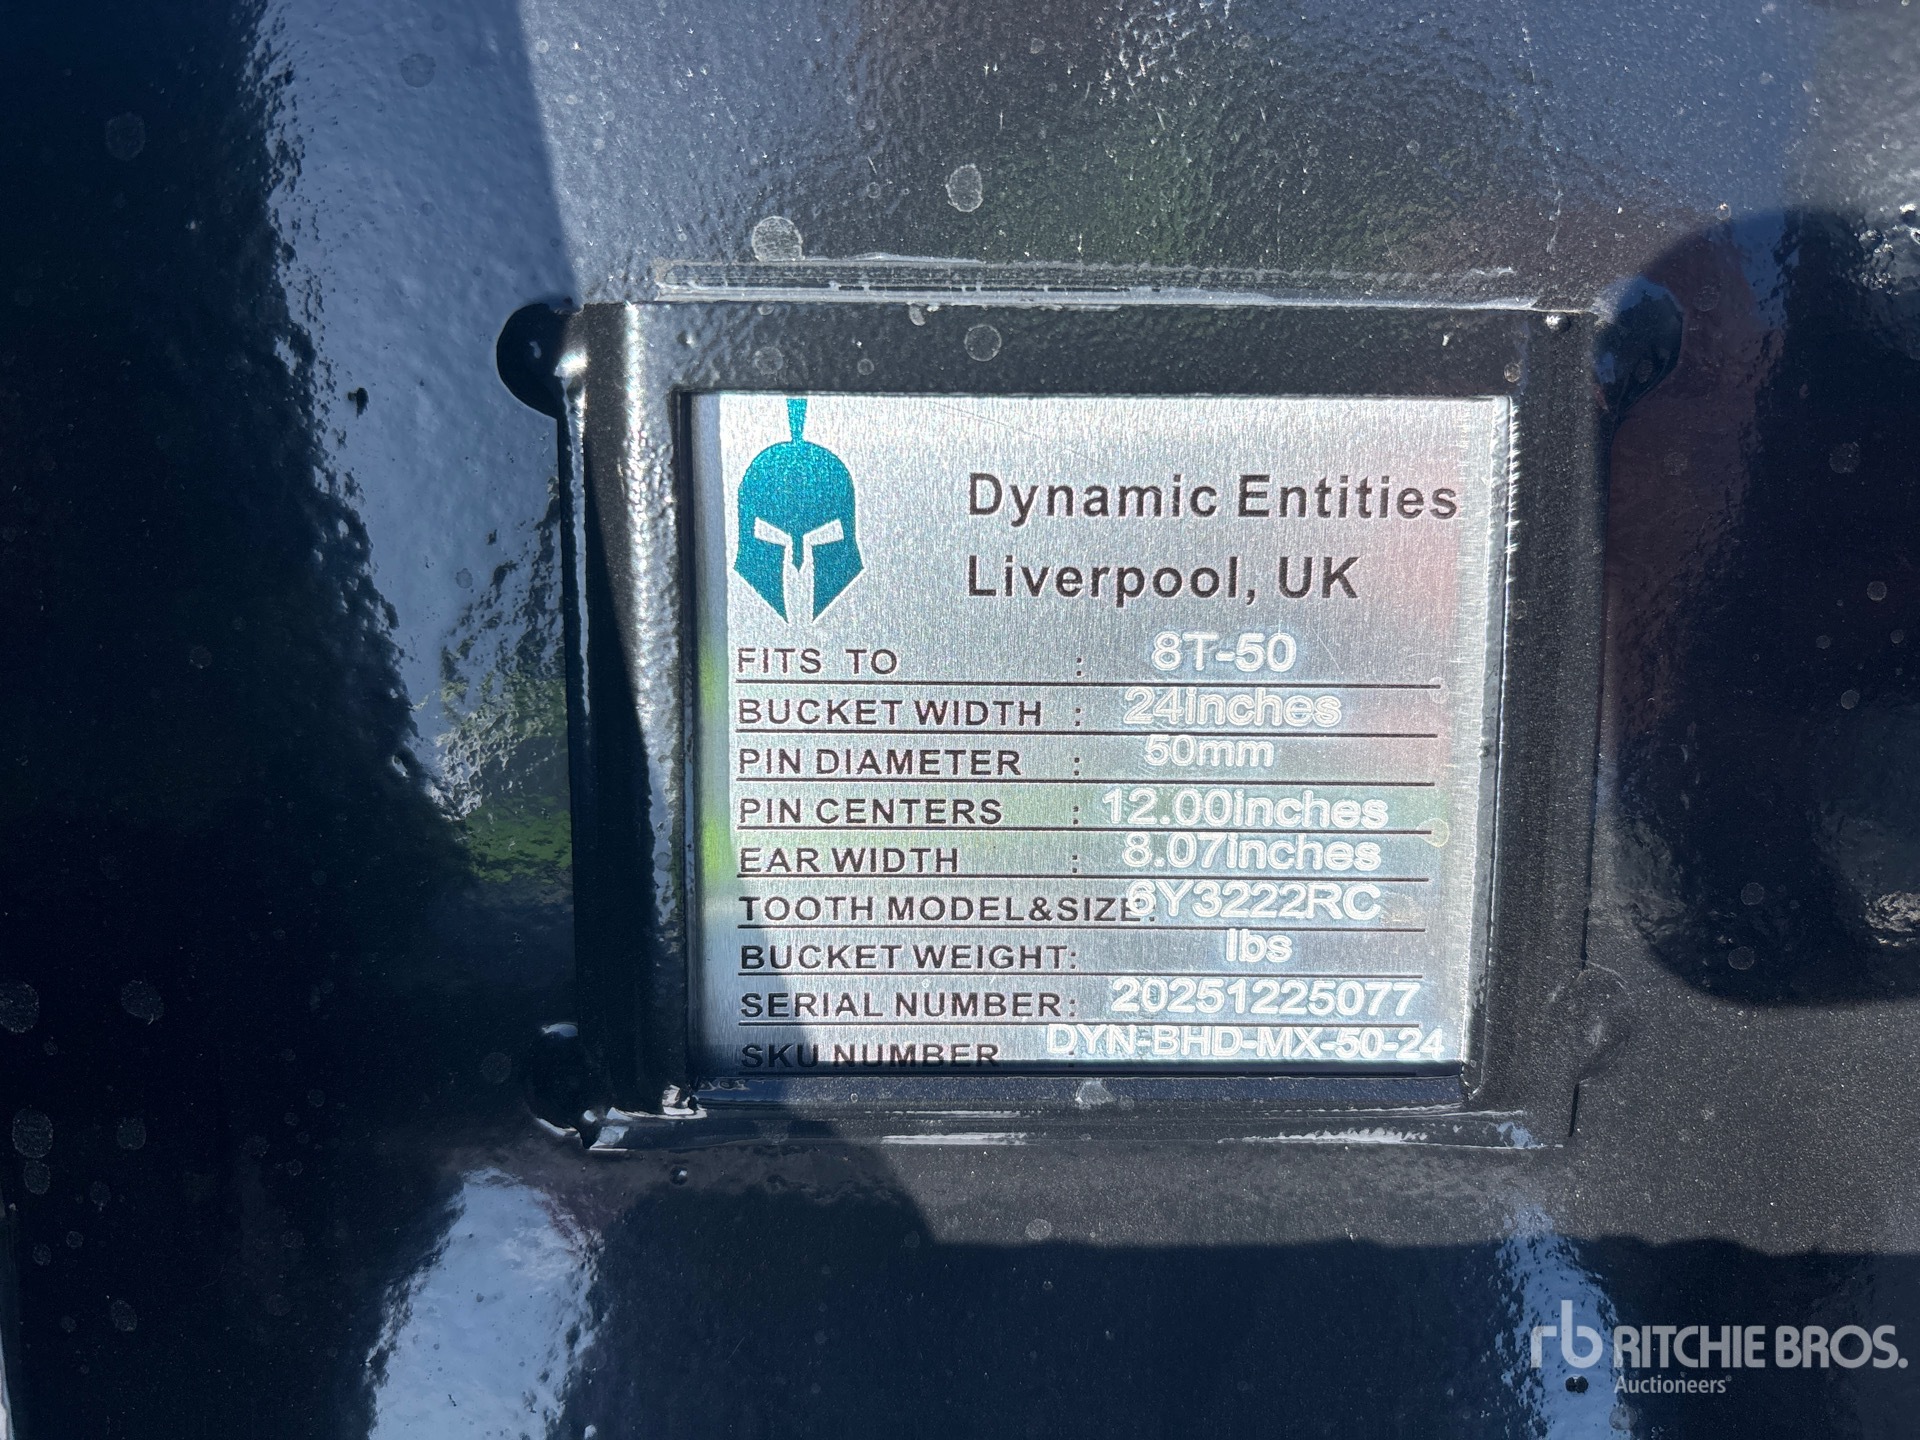 Dynamic Entities
Liverpool, UK
FITS TO : 8T-50
BUCKET WIDTH : 24inches
PIN DIAMETER : 50mm
PIN CENTERS : 12.00inches
EAR WIDTH : 8.07inches
TOOTH MODEL&SIZE: 6Y3222RC
BUCKET WEIGHT: lbs
SERIAL NUMBER: 20251225077
SKU NUMBER : DYN-BHD-MX-50-24
rb RITCHIE BROS.
Auctioneers